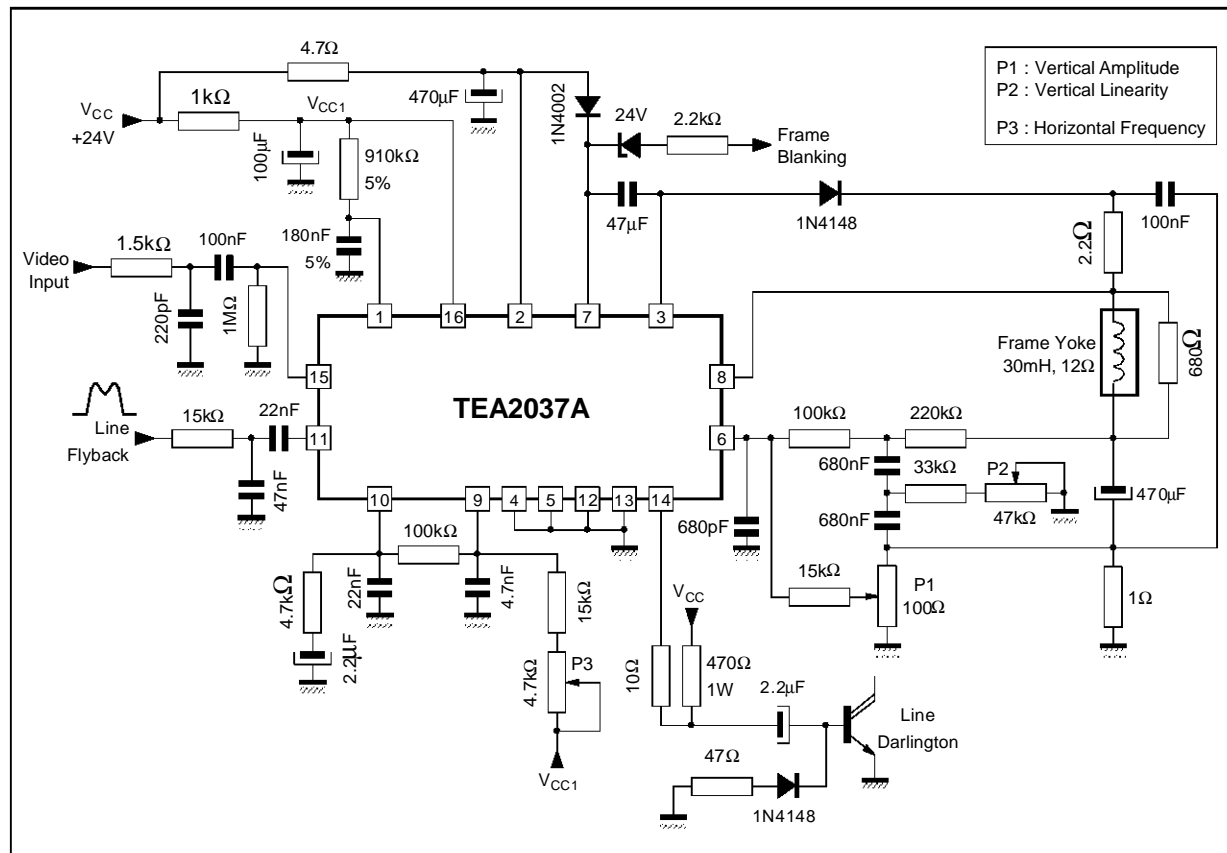 4.7Ω
P1 : Vertical Amplitude
P2 : Vertical Linearity
P3 : Horizontal Frequency
470μF
1N4002
24V
2.2kΩ
Frame
Blanking
VCC
+24V
1kΩ
VCC1
100μF
910kΩ
5%
47μF
1N4148
100nF
2.2Ω
180nF
5%
Video
Input
1.5kΩ
100nF
220pF
1MΩ
1
16
2
7
3
Frame Yoke
30mH, 12Ω
680Ω
15
8
TEA2037A
Line
Flyback
15kΩ
22nF
11
6
100kΩ
220kΩ
47nF
680nF
33kΩ
P2
47kΩ
470μF
10
9
4
5
12
13
14
680pF
680nF
100kΩ
4.7kΩ
22nF
4.7nF
15kΩ
15kΩ
P1
100Ω
1Ω
2.2μF
4.7kΩ
P3
VCC
10Ω
470Ω
1W
2.2μF
Line
Darlington
VCC1
47Ω
1N4148